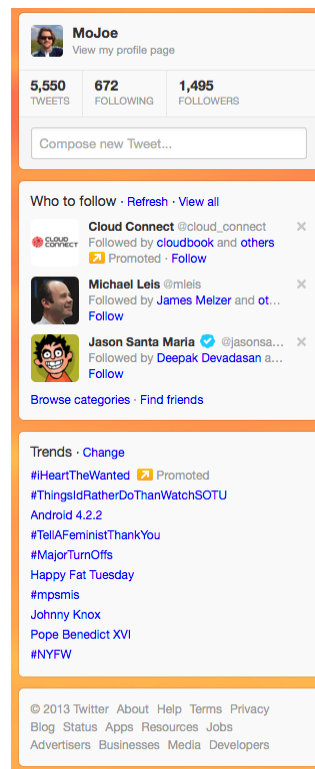 MoJoe
View my profile page
5,550 672 1,495
TWEETS FOLLOWING FOLLOWERS
Compose new Tweet...
Who to follow · Refresh · View all
Cloud Connect @cloud_connect
Followed by cloudbook and others
Promoted · Follow
CLOUD
CONNECT
Michael Leis @mleis
Followed by James Melzer and ot...
Follow
Jason Santa Maria @jasonsa...
Followed by Deepak Devadasan a...
Follow
Browse categories · Find friends
Trends · Change
#iHeartTheWanted Promoted
#ThingsIdRatherDoThanWatchSOTU
Android 4.2.2
#TellAFeministThankYou
#MajorTurnOffs
Happy Fat Tuesday
#mpsmis
Johnny Knox
Pope Benedict XVI
#NYFW
© 2013 Twitter About Help Terms Privacy
Blog Status Apps Resources Jobs
Advertisers Businesses Media Developers